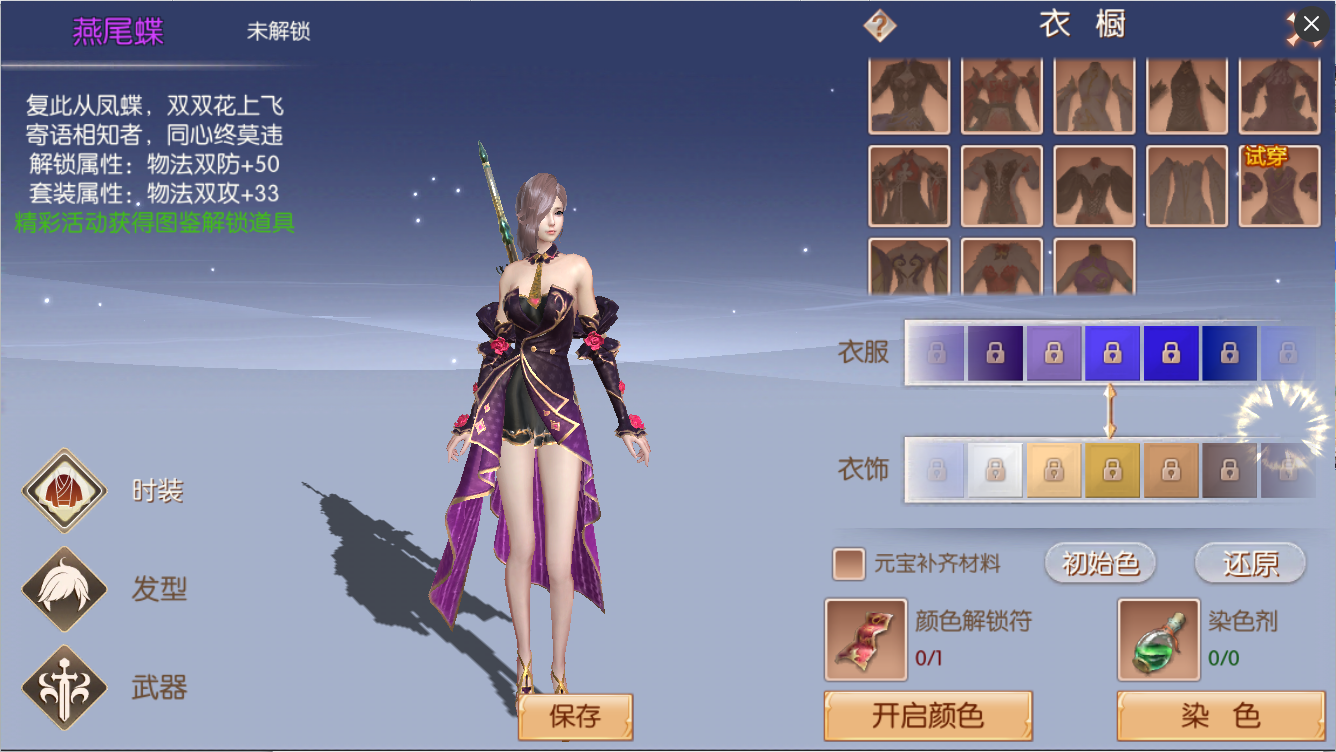 燕尾蝶
未解锁
复此从凤蝶，双双花上飞
寄语相知者，同心终莫违
解锁属性：物法双防+50
套装属性：物法双攻+33
精彩活动获得图鉴解锁道具
时装
发型
武器
保存
?
衣 橱
试穿
衣服
衣饰
元宝补齐材料
初始色
还原
颜色解锁符
0/1
染色剂
0/0
开启颜色
染 色